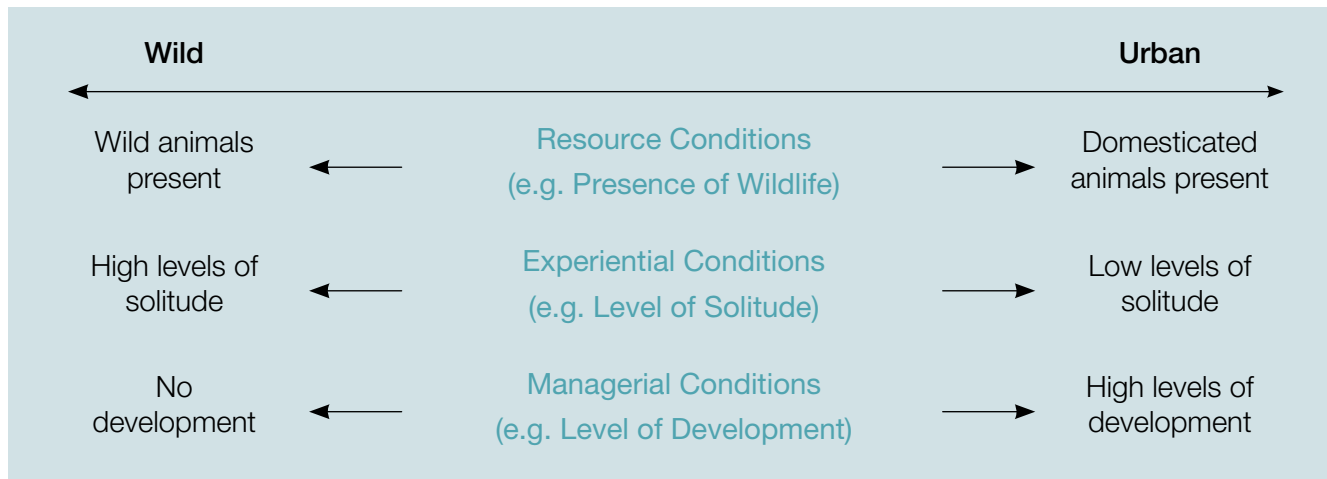 Wild
Urban
Wild animals
present
Resource Conditions
(e.g. Presence of Wildlife)
Domesticated
animals present
High levels of
solitude
Experiential Conditions
(e.g. Level of Solitude)
Low levels of
solitude
No
development
Managerial Conditions
(e.g. Level of Development)
High levels of
development